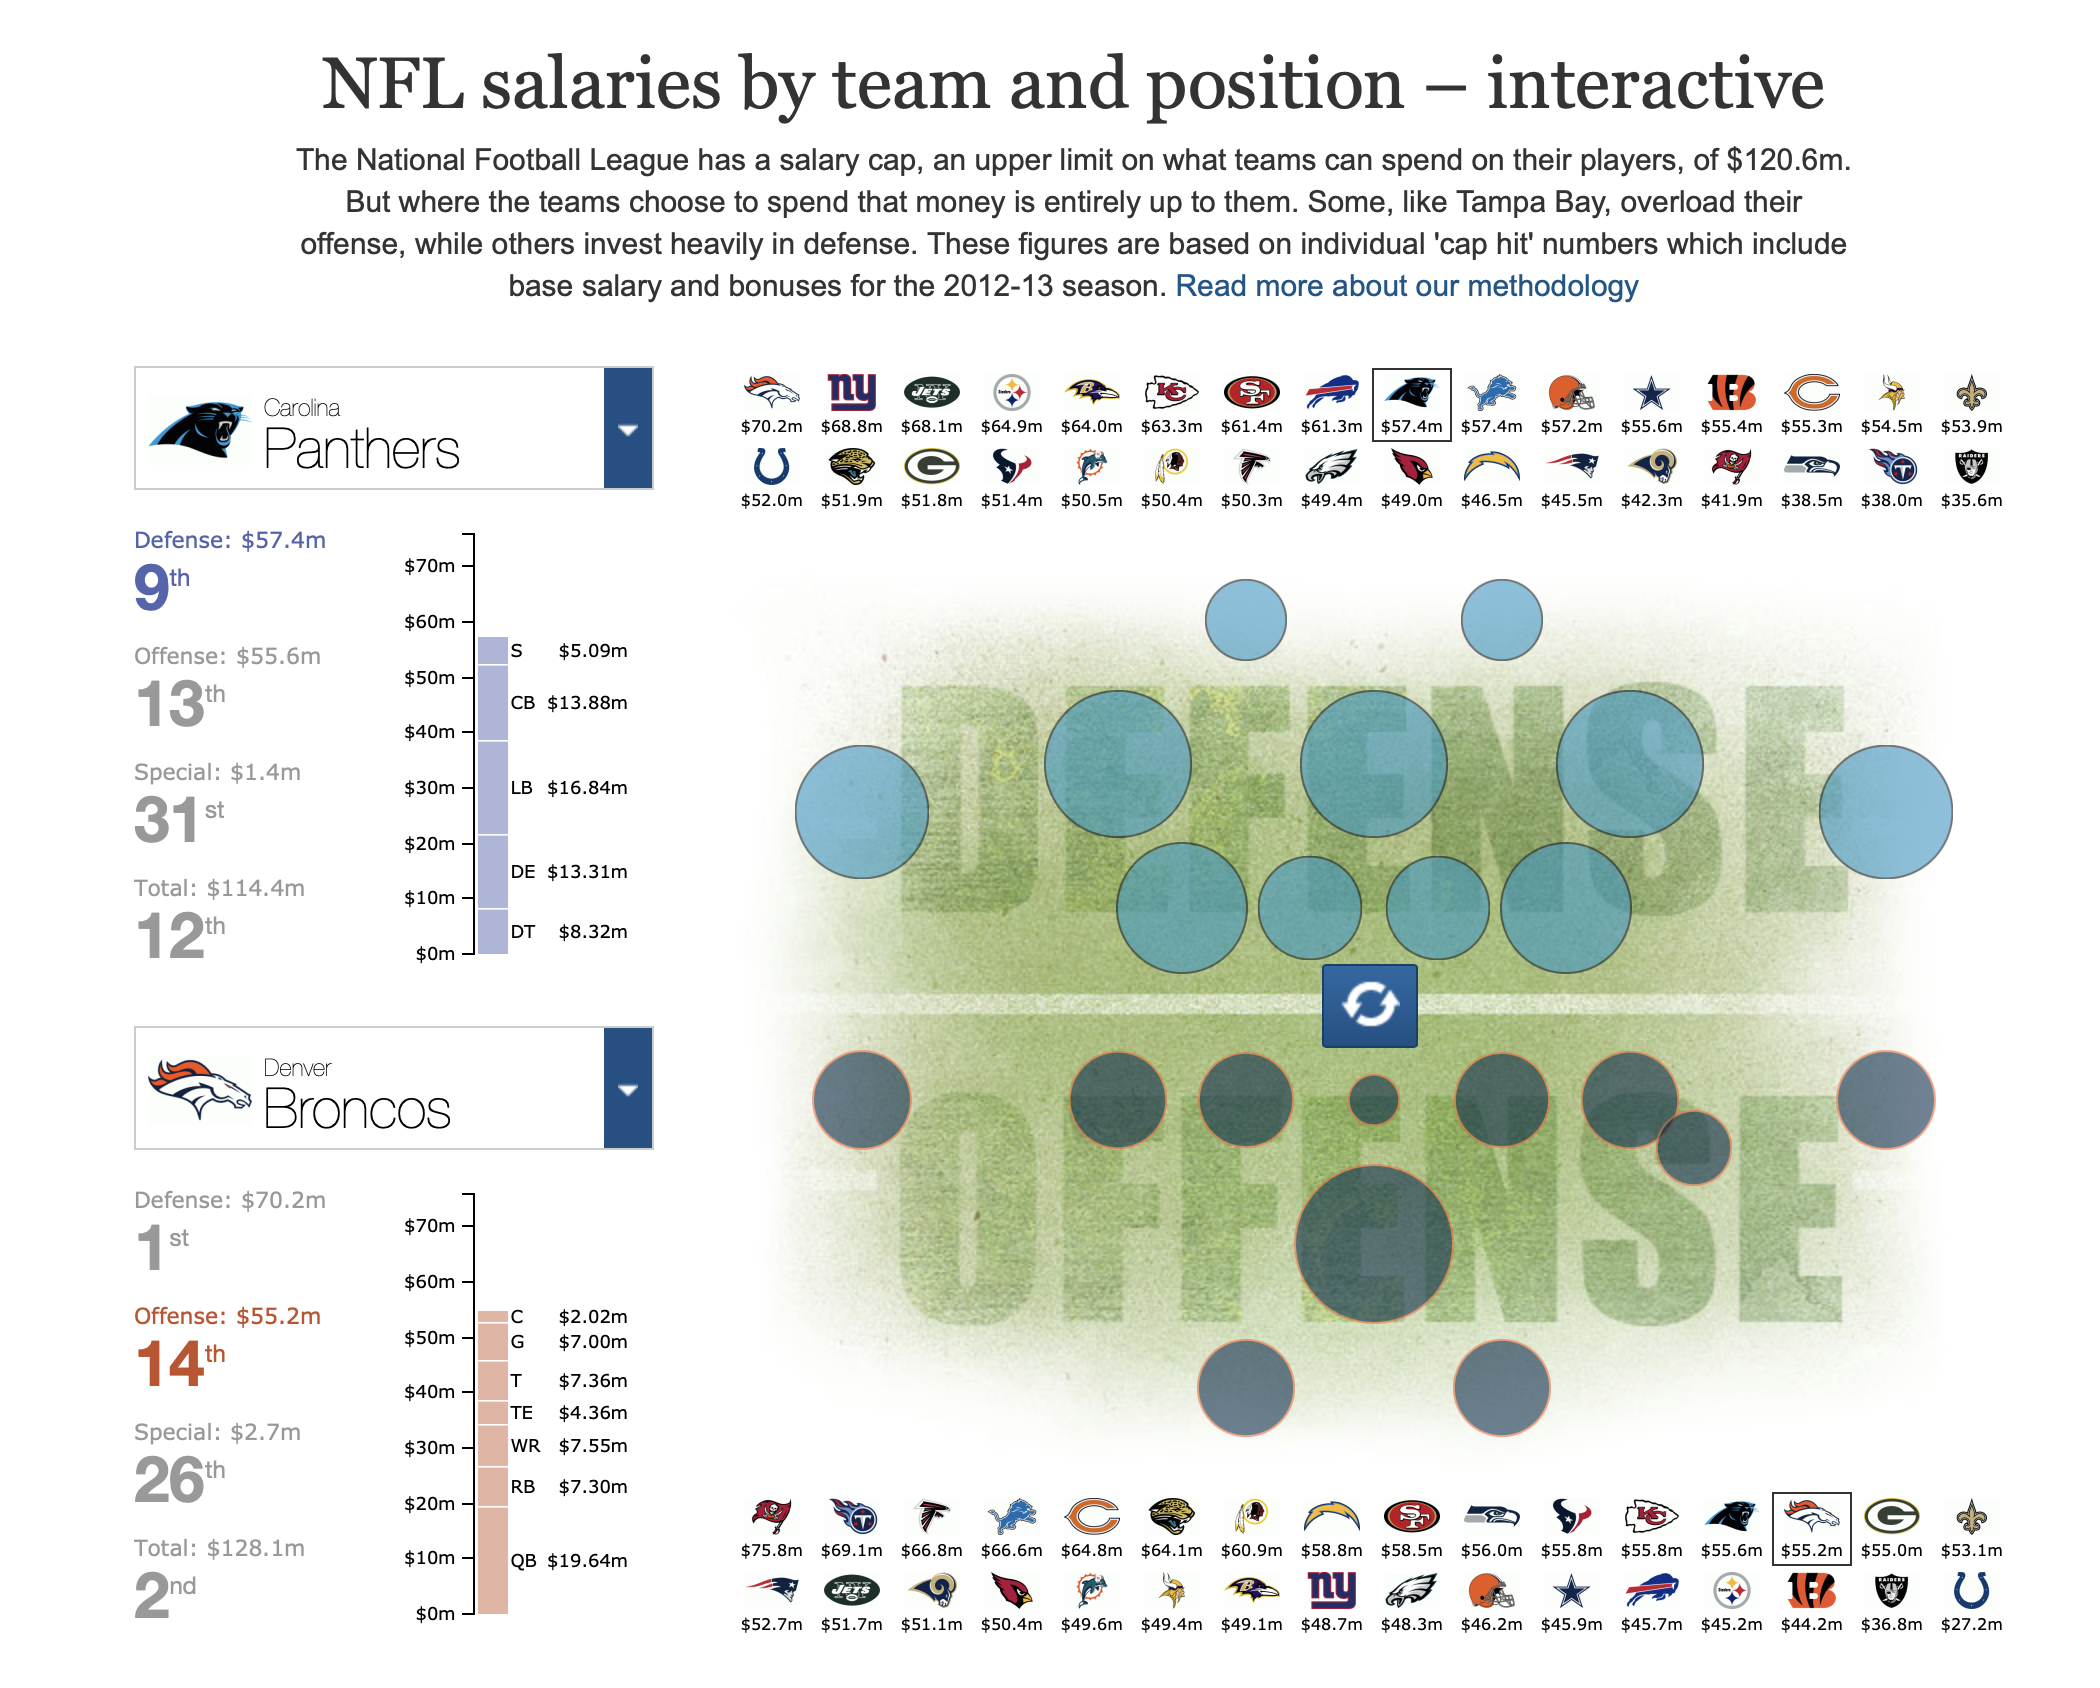 NFL salaries by team and position – interactive
The National Football League has a salary cap, an upper limit on what teams can spend on their players, of $120.6m.
But where the teams choose to spend that money is entirely up to them. Some, like Tampa Bay, overload their
offense, while others invest heavily in defense. These figures are based on individual 'cap hit' numbers which include
base salary and bonuses for the 2012-13 season. Read more about our methodology
Carolina
Panthers
Defense: $57.4m
9th
Offense: $55.6m
13th
Special: $1.4m
31st
Total: $114.4m
12th
$70m
$60m
$50m
$40m
$30m
$20m
$10m
$0m
S $5.09m
CB $13.88m
LB $16.84m
DE $13.31m
DT $8.32m
ny JETS Steelers B KC SF B C
$70.2m $68.8m $68.1m $64.9m $64.0m $63.3m $61.4m $61.3m $57.4m $57.4m $57.2m $55.6m $55.4m $55.3m $54.5m $53.9m
G T RAIDERS
$52.0m $51.9m $51.8m $51.4m $50.5m $50.4m $50.3m $49.4m $49.0m $46.5m $45.5m $42.3m $41.9m $38.5m $38.0m $35.6m
DEFENSE
OFFENSE
Denver
Broncos
Defense: $70.2m
1st
Offense: $55.2m
14th
Special: $2.7m
26th
Total: $128.1m
2nd
$70m
$60m
$50m
$40m
$30m
$20m
$10m
$0m
C $2.02m
G $7.00m
T $7.36m
TE $4.36m
WR $7.55m
RB $7.30m
QB $19.64m
T C SF KC G
$75.8m $69.1m $66.8m $66.6m $64.8m $64.1m $60.9m $58.8m $58.5m $56.0m $55.8m $55.8m $55.6m $55.2m $55.0m $53.1m
JETS B ny Steelers B RAIDERS
$52.7m $51.7m $51.1m $50.4m $49.6m $49.4m $49.1m $48.7m $48.3m $46.2m $45.9m $45.7m $45.2m $44.2m $36.8m $27.2m